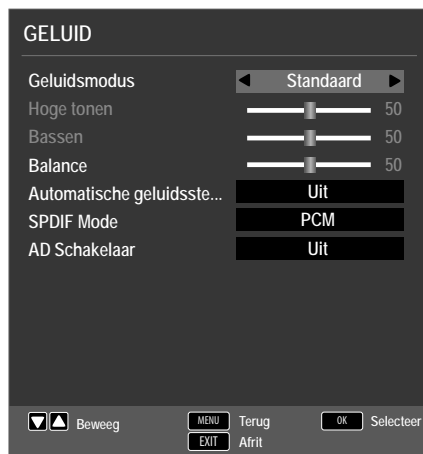 GELUID
Geluidsmodus Standaard
Hoge tonen 50
Bassen 50
Balance 50
Automatische geluidsste... Uit
SPDIF Mode PCM
AD Schakelaar Uit
Beweeg MENU Terug OK Selecteer
EXIT Afrit